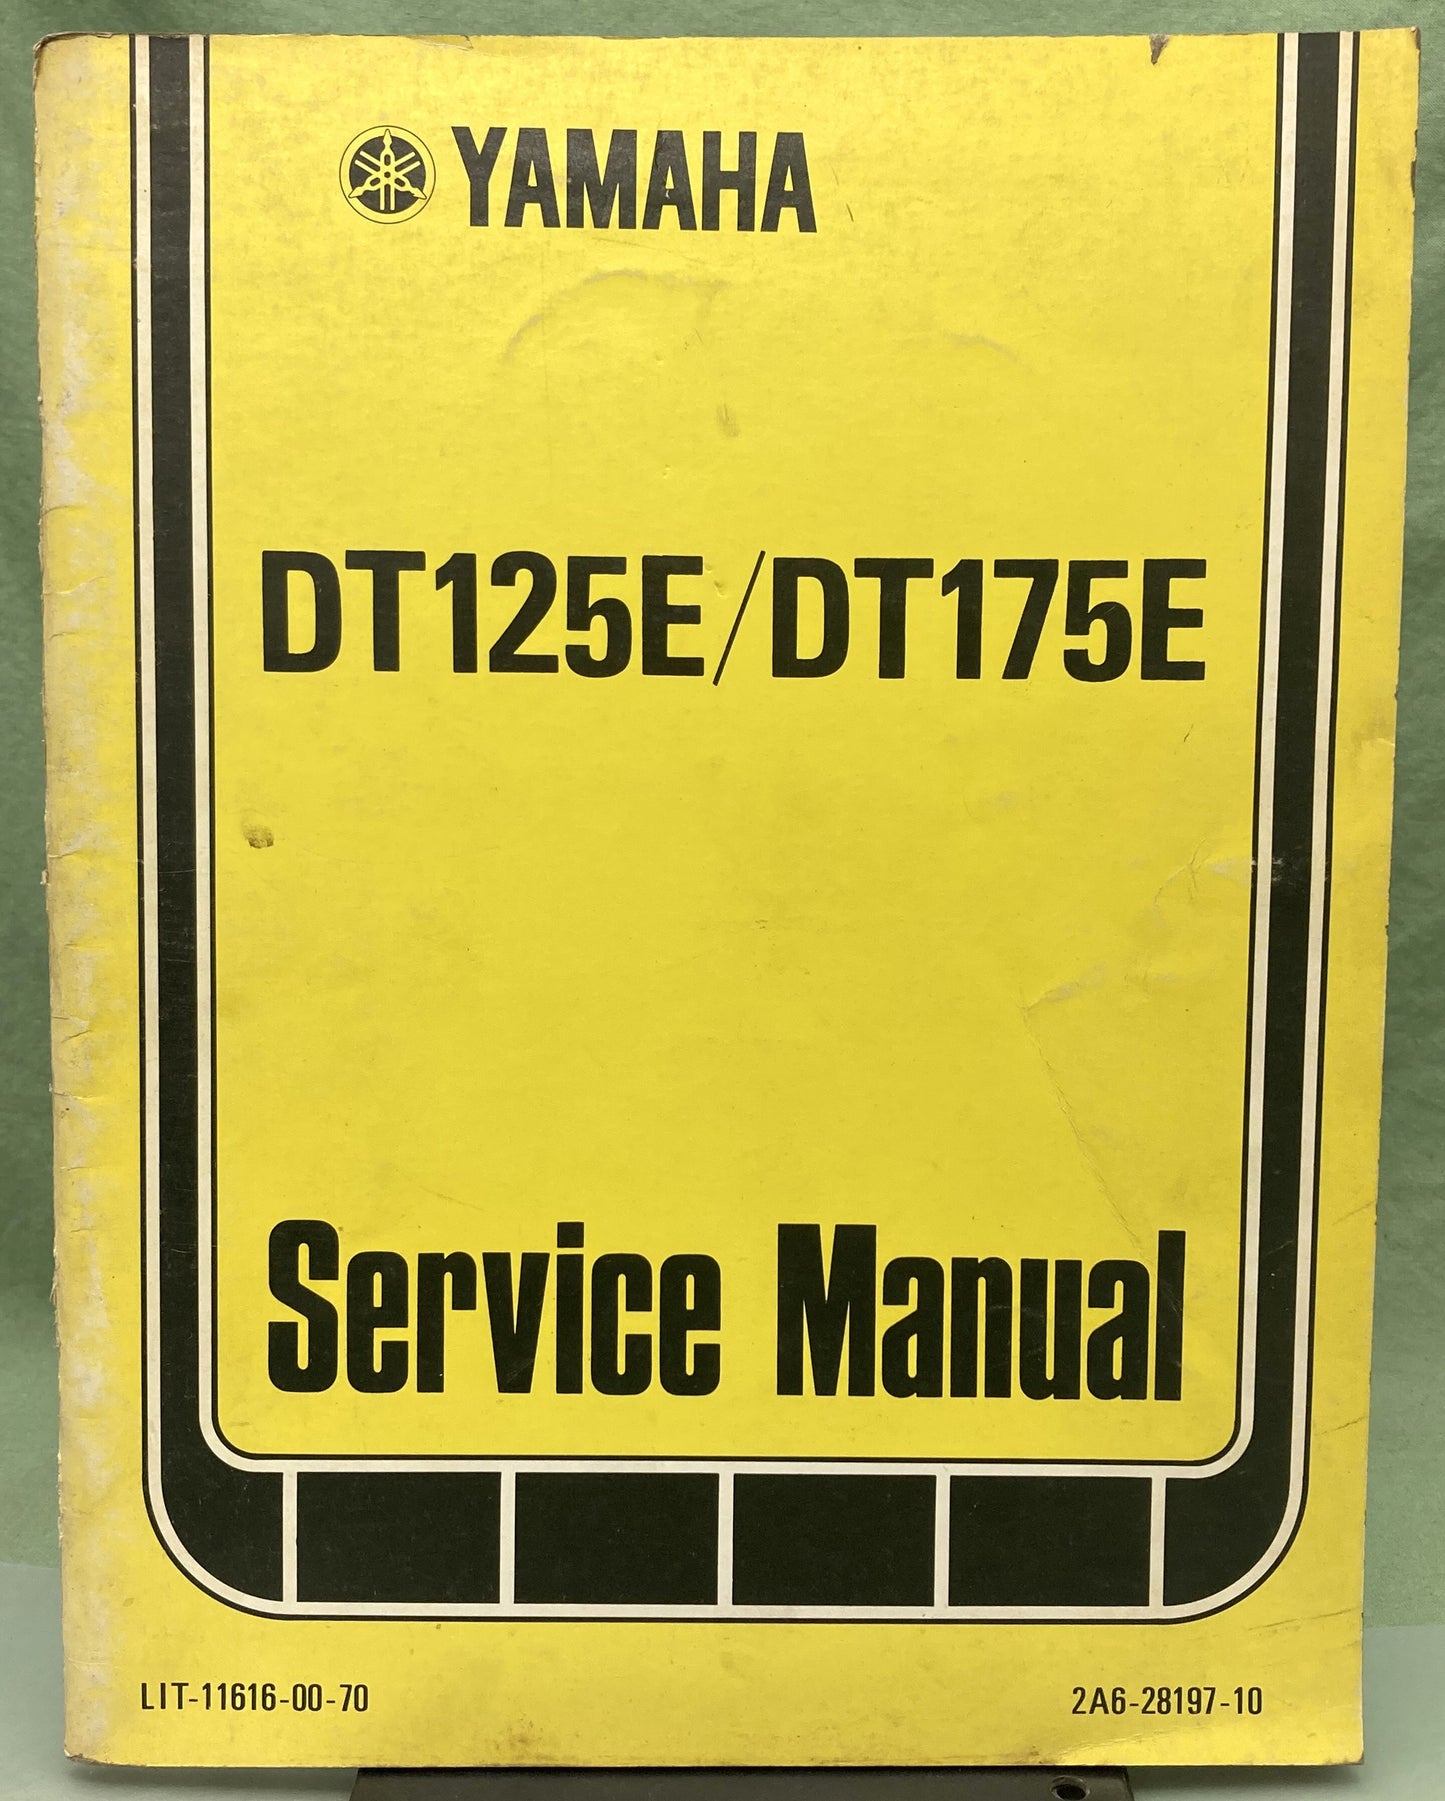 YAMAHA
DT125E/DT175E
Service Manual
LIT-11616-00-70
2A6-28197-10